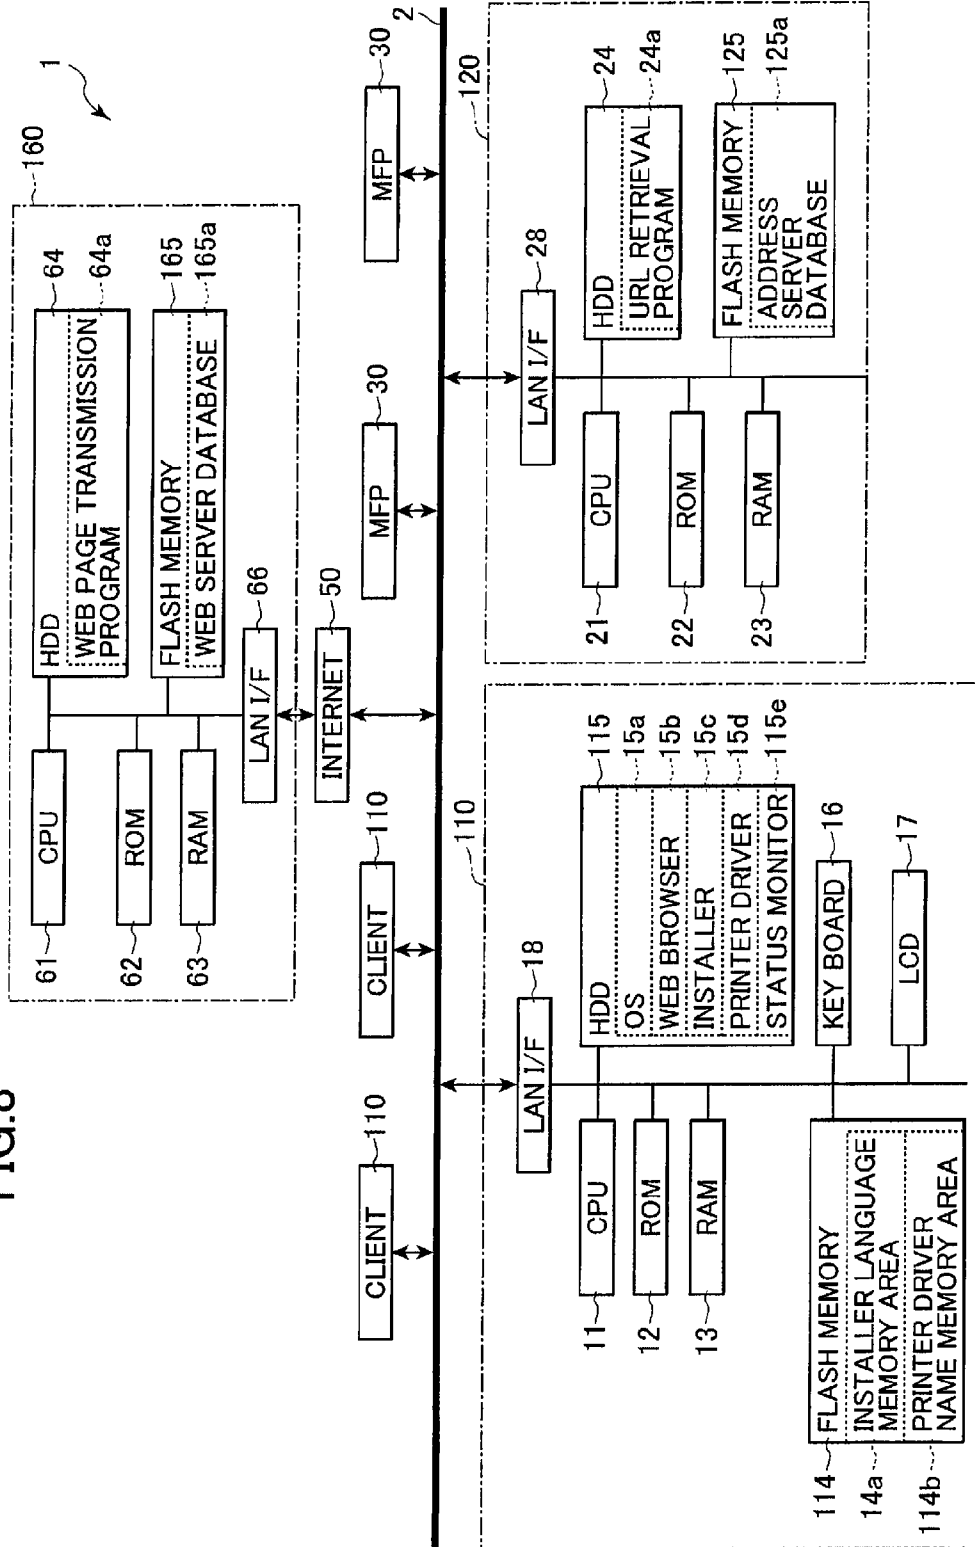 FIG.8
1
160
61
CPU
62
ROM
63
RAM
HDD
64
WEB PAGE TRANSMISSION
PROGRAM
64a
FLASH MEMORY
165
WEB SERVER DATABASE
165a
LAN I/F
66
INTERNET
50
CLIENT
110
CLIENT
110
MFP
30
MFP
30
2
110
LAN I/F
18
11
CPU
12
ROM
13
RAM
HDD
115
OS
15a
WEB BROWSER
15b
INSTALLER
15c
PRINTER DRIVER
15d
STATUS MONITOR
115e
114
FLASH MEMORY
14a
INSTALLER LANGUAGE
MEMORY AREA
114b
PRINTER DRIVER
NAME MEMORY AREA
KEY BOARD
16
LCD
17
120
LAN I/F
28
21
CPU
22
ROM
23
RAM
HDD
24
URL RETRIEVAL
PROGRAM
24a
FLASH MEMORY
125
ADDRESS
SERVER
DATABASE
125a